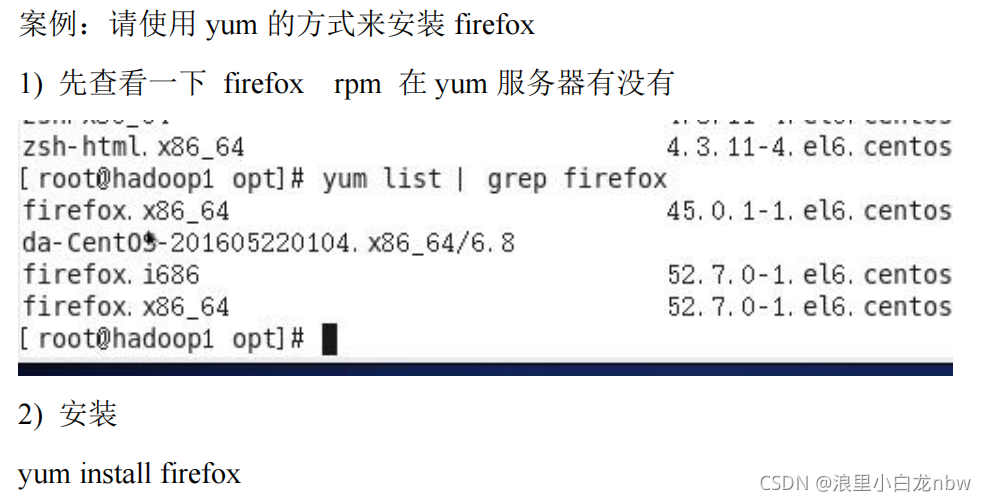 案例：请使用 yum 的方式来安装 firefox
1) 先查看一下 firefox rpm 在 yum 服务器有没有
zsh-html.x86_64 4.3.11-4.el6.centos
[root@hadoop1 opt]# yum list | grep firefox
firefox.x86_64 45.0.1-1.el6.centos
da-CentOS-201605220104.x86_64/6.8
firefox.i686 52.7.0-1.el6.centos
firefox.x86_64 52.7.0-1.el6.centos
[root@hadoop1 opt]#
2) 安装
yum install firefox
CSDN @浪里小白龙nbw